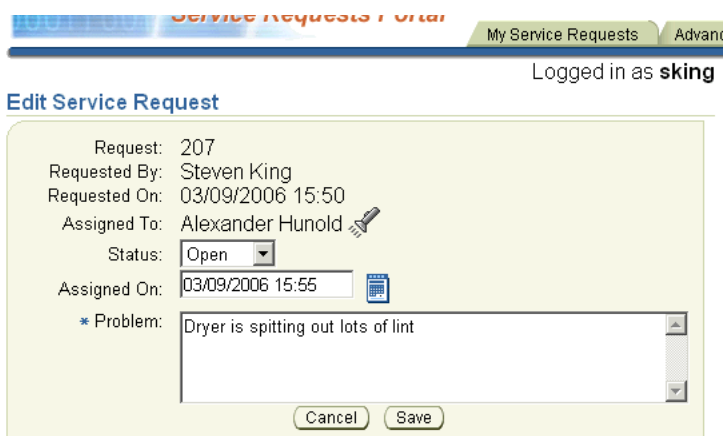 Service Requests Portal
My Service Requests
Logged in as sking
Edit Service Request
Request: 207
Requested By: Steven King
Requested On: 03/09/2006 15:50
Assigned To: Alexander Hunold
Status: Open
Assigned On: 03/09/2006 15:55
* Problem: Dryer is spitting out lots of lint
Cancel Save